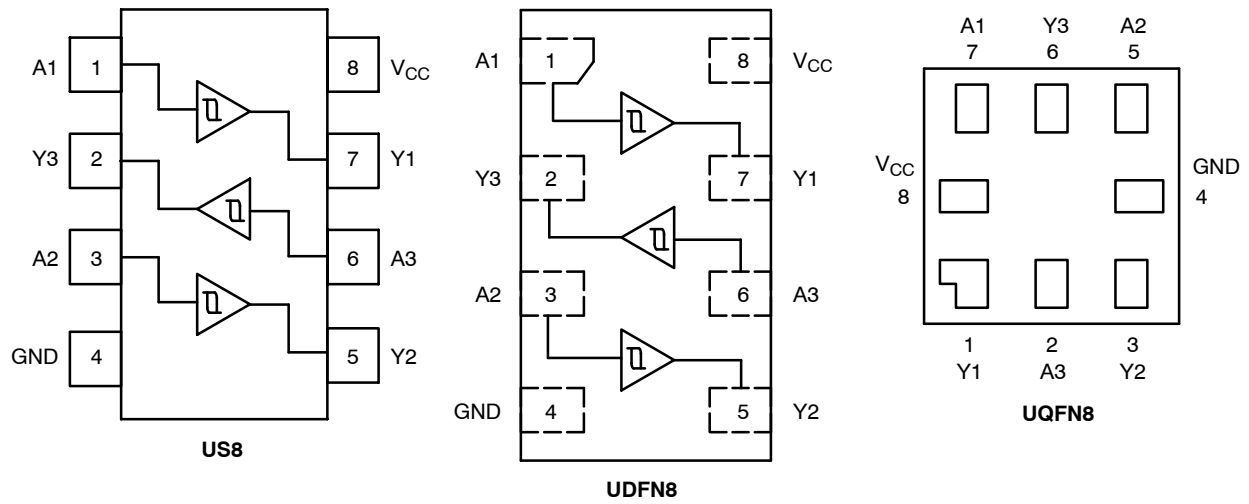 A1 1 8 VCC
Y3 2 7 Y1
A2 3 6 A3
GND 4 5 Y2
US8
A1 1 8 VCC
Y3 2 7 Y1
A2 3 6 A3
GND 4 5 Y2
UDFN8
A1 Y3 A2
7 6 5
VCC
8
GND
4
1 2 3
Y1 A3 Y2
UQFN8